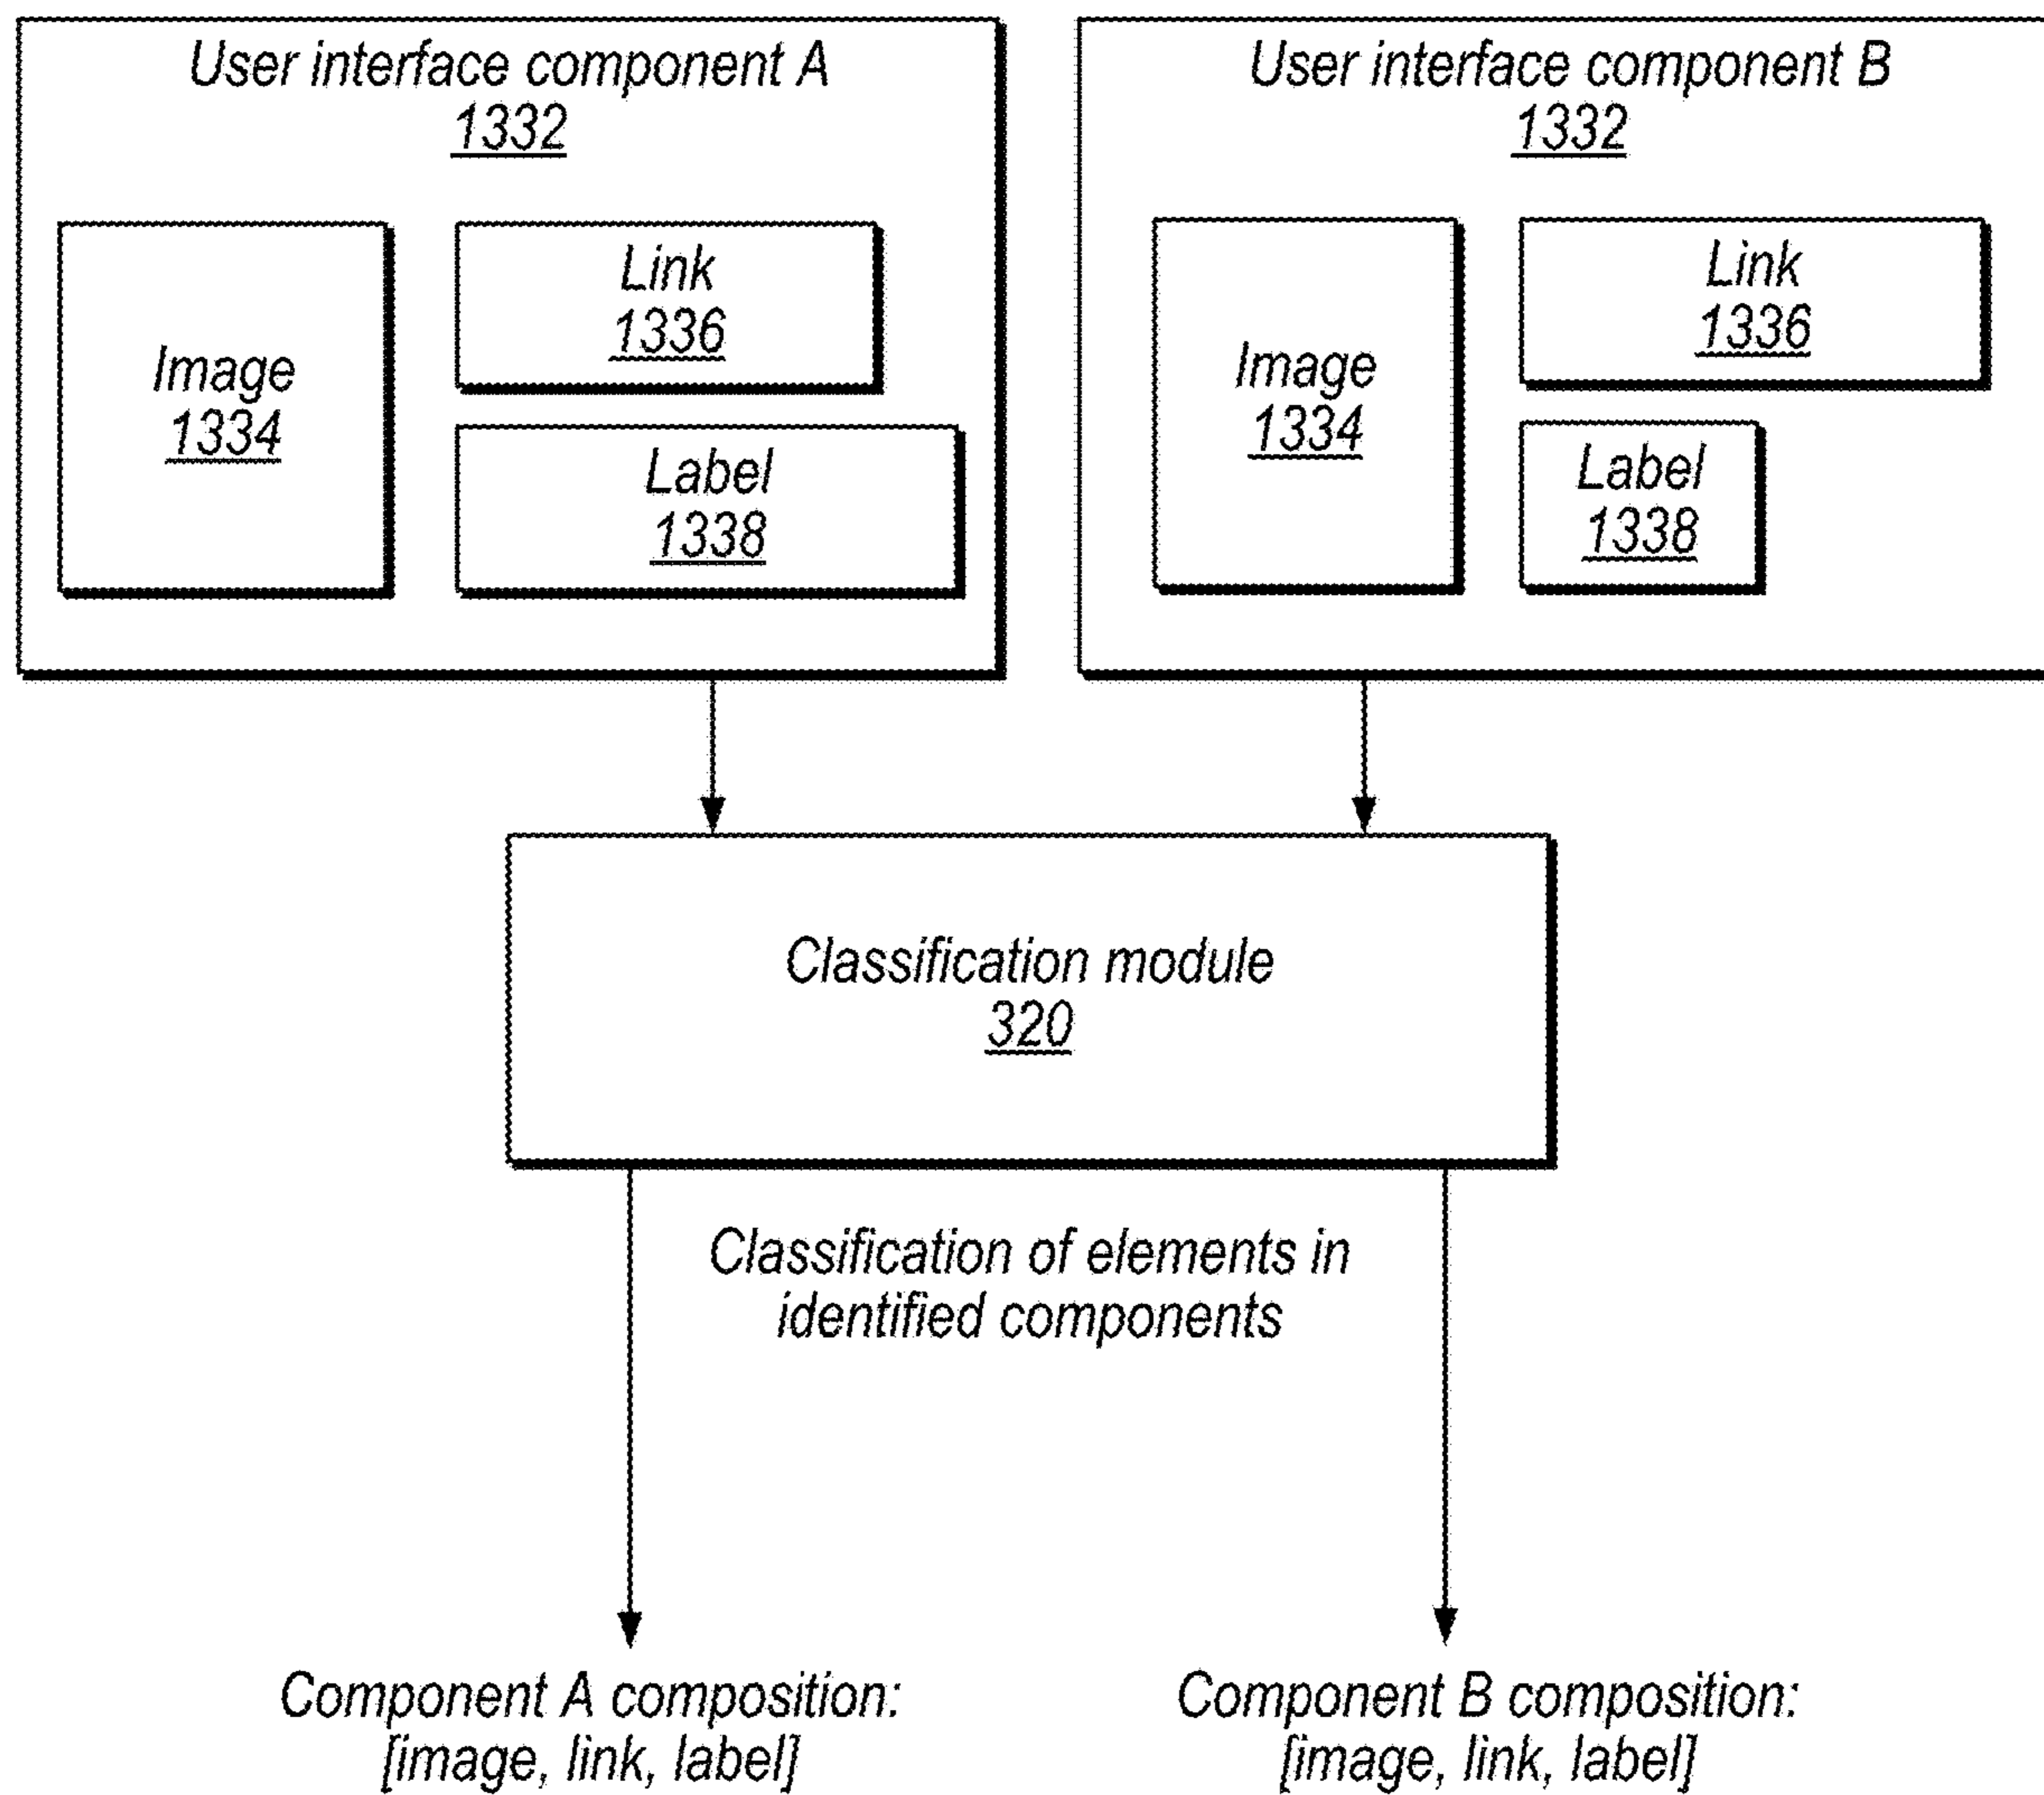 User interface component A
1332
Image
1334
Link
1336
Label
1338
User interface component B
1332
Image
1334
Link
1336
Label
1338
Classification module
320
Classification of elements in
identified components
Component A composition:
[image, link, label]
Component B composition:
[image, link, label]